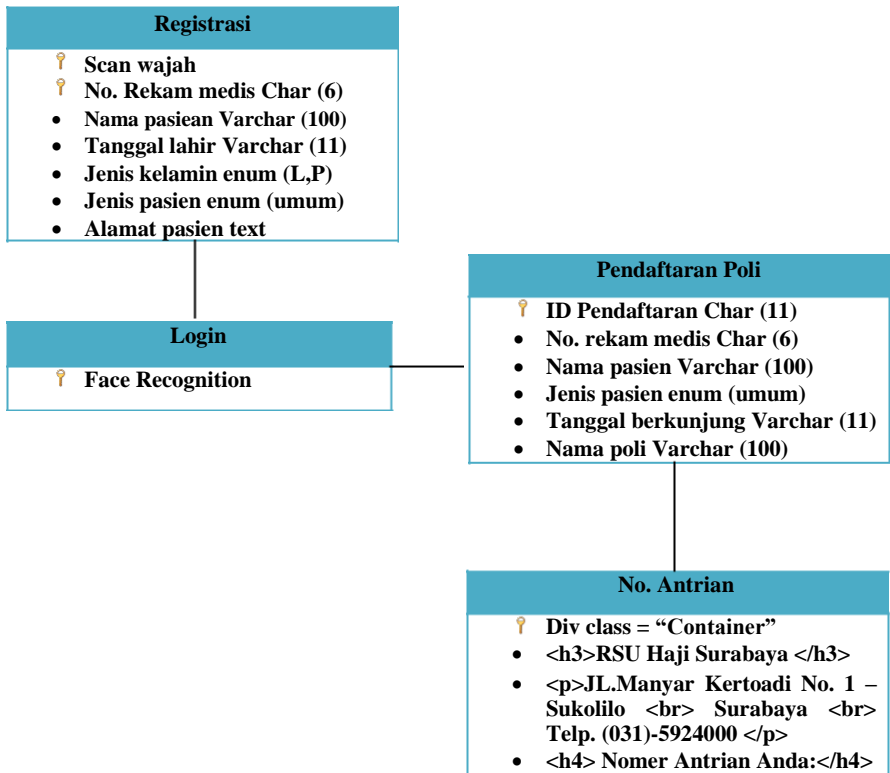 Registrasi
Scan wajah
No. Rekam medis Char (6)
Nama pasiean Varchar (100)
Tanggal lahir Varchar (11)
Jenis kelamin enum (L,P)
Jenis pasien enum (umum)
Alamat pasien text
Login
Face Recognition
Pendaftaran Poli
ID Pendaftaran Char (11)
No. rekam medis Char (6)
Nama pasien Varchar (100)
Jenis pasien enum (umum)
Tanggal berkunjung Varchar (11)
Nama poli Varchar (100)
No. Antrian
Div class = “Container”
<h3>RSU Haji Surabaya </h3>
<p>JL.Manyar Kertoadi No. 1 –
Sukolilo <br> Surabaya <br>
Telp. (031)-5924000 </p>
<h4> Nomer Antrian Anda:</h4>